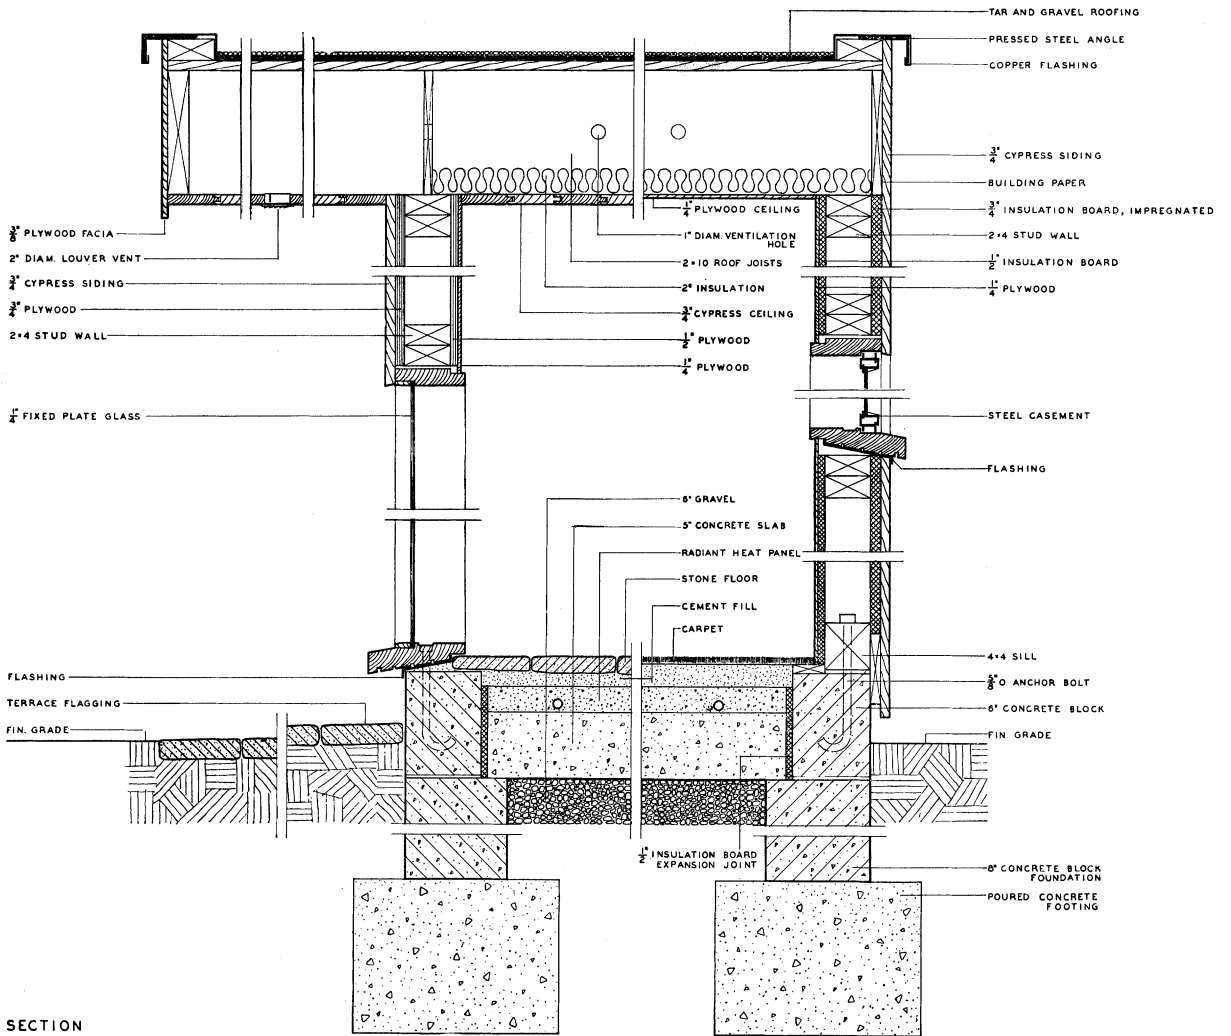 TAR AND GRAVEL ROOFING
PRESSED STEEL ANGLE
COPPER FLASHING
3/4" CYPRESS SIDING
BUILDING PAPER
3/4" INSULATION BOARD, IMPREGNATED
2×4 STUD WALL
1/2" INSULATION BOARD
1/4" PLYWOOD
3/8" PLYWOOD FACIA
2" DIAM. LOUVER VENT
3/4" CYPRESS SIDING
3/4" PLYWOOD
2×4 STUD WALL
1/4" FIXED PLATE GLASS
1/4" PLYWOOD CEILING
1" DIAM. VENTILATION
HOLE
2×10 ROOF JOISTS
2" INSULATION
3/4" CYPRESS CEILING
1/2" PLYWOOD
1/4" PLYWOOD
STEEL CASEMENT
FLASHING
6" GRAVEL
5" CONCRETE SLAB
RADIANT HEAT PANEL
STONE FLOOR
CEMENT FILL
CARPET
FLASHING
TERRACE FLAGGING
FIN. GRADE
4×4 SILL
5/8" O ANCHOR BOLT
6" CONCRETE BLOCK
FIN. GRADE
1/2" INSULATION BOARD
EXPANSION JOINT
8" CONCRETE BLOCK
FOUNDATION
POURED CONCRETE
FOOTING
SECTION